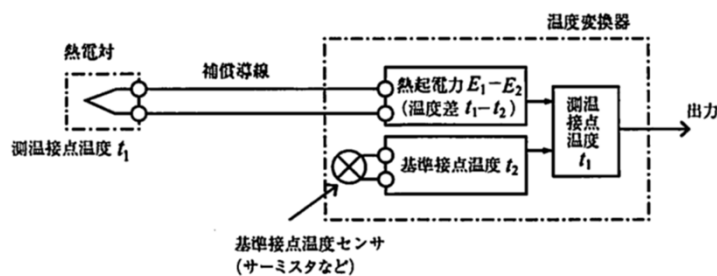 温度変換器
熱電対
補償導線
熱起電力 E₁－E₂
(温度差 t₁－t₂)
測温
接点
温度
t₁
出力
測温接点温度 t₁
基準接点温度 t₂
基準接点温度センサ
(サーミスタなど)